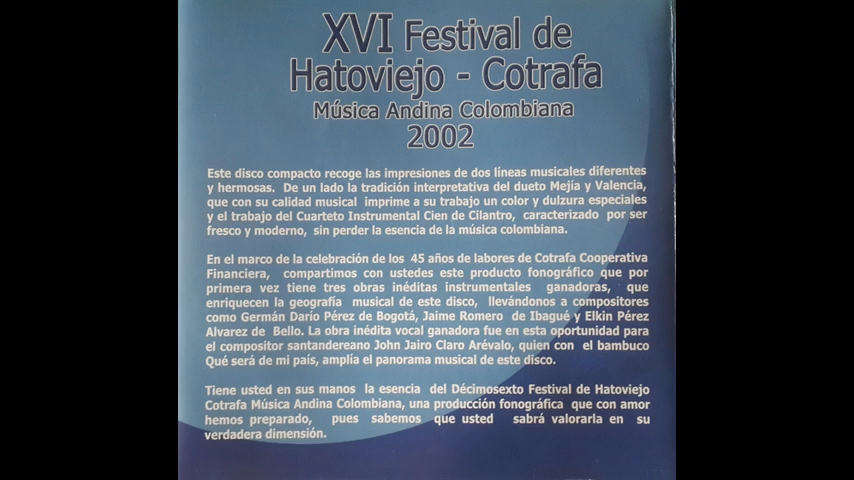 XVI Festival de
Hatoviejo - Cotrafa
Música Andina Colombiana
2002
Este disco compacto recoge las impresiones de dos líneas musicales diferentes
y hermosas. De un lado la tradición interpretativa del dueto Mejía y Valencia,
que con su calidad musical imprime a su trabajo un color y dulzura especiales
y el trabajo del Cuarteto Instrumental Cien de Cilantro, caracterizado por ser
fresco y moderno, sin perder la esencia de la música colombiana.
En el marco de la celebración de los 45 años de labores de Cotrafa Cooperativa
Financiera, compartimos con ustedes este producto fonográfico que por
primera vez tiene tres obras inéditas instrumentales ganadoras, que
enriquecen la geografía musical de este disco, llevándonos a compositores
como Germán Darío Pérez de Bogotá, Jaime Romero de Ibagué y Elkin Pérez
Alvarez de Bello. La obra inédita vocal ganadora fue en esta oportunidad para
el compositor santandereano John Jairo Claro Arévalo, quien con el bambuco
Qué será de mi país, amplía el panorama musical de este disco.
Tiene usted en sus manos la esencia del Décimosexto Festival de Hatoviejo
Cotrafa Música Andina Colombiana, una producción fonográfica que con amor
hemos preparado, pues sabemos que usted sabrá valorarla en su
verdadera dimensión.